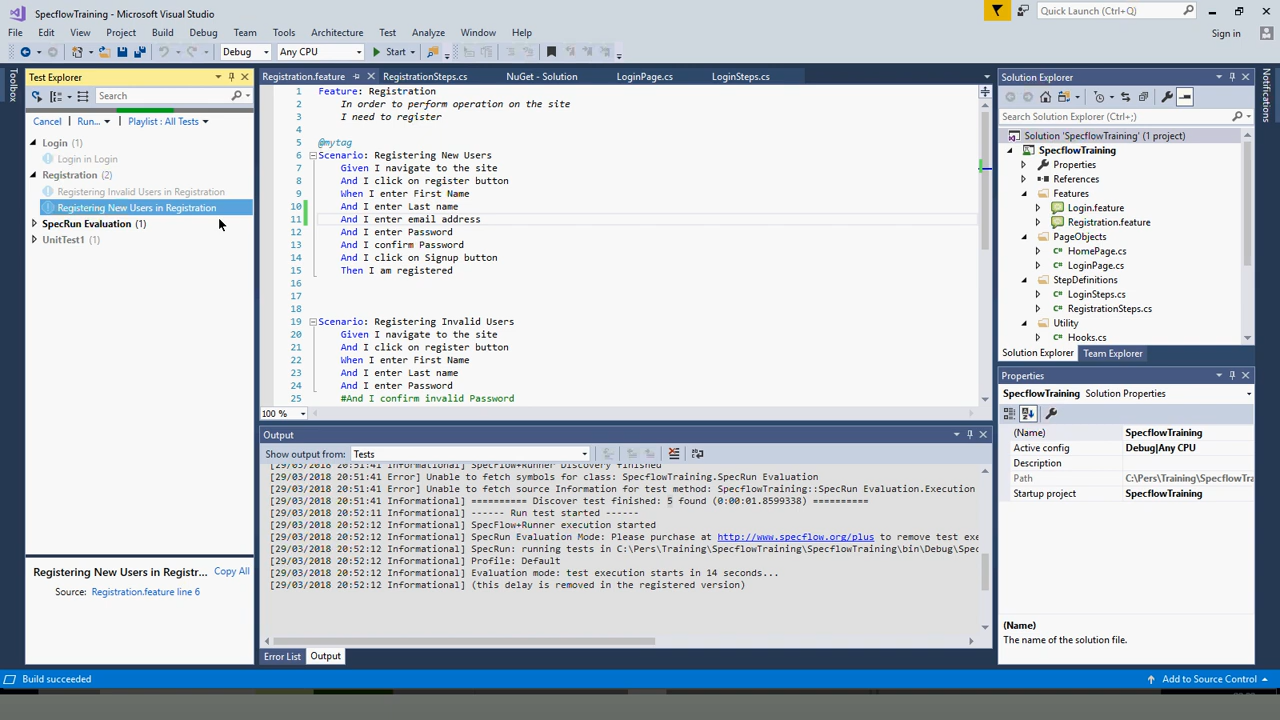 SpecflowTraining - Microsoft Visual Studio
Quick Launch (Ctrl+Q)
File Edit View Project Build Debug Team Tools Architecture Test Analyze Window Help
Sign in
Debug Any CPU Start
Toolbox
Test Explorer
Search
Cancel Run... Playlist : All Tests
Login (1)
Login in Login
Registration (2)
Registering Invalid Users in Registration
Registering New Users in Registration
SpecRun Evaluation (1)
UnitTest1 (1)
Registering New Users in Registr... Copy All
Source: Registration.feature line 6
Registration.feature RegistrationSteps.cs NuGet - Solution LoginPage.cs LoginSteps.cs
1 Feature: Registration
2 In order to perform operation on the site
3 I need to register
4
5 @mytag
6 Scenario: Registering New Users
7 Given I navigate to the site
8 And I click on register button
9 When I enter First Name
10 And I enter Last name
11 And I enter email address
12 And I enter Password
13 And I confirm Password
14 And I click on Signup button
15 Then I am registered
16
17
18
19 Scenario: Registering Invalid Users
20 Given I navigate to the site
21 And I click on register button
22 When I enter First Name
23 And I enter Last name
24 And I enter Password
25 #And I confirm invalid Password
100 %
Output
Show output from: Tests
[29/03/2018 20:51:41 Informational] SpecFlow+Runner Discovery finished
[29/03/2018 20:51:41 Error] Unable to fetch symbols for class: SpecflowTraining.SpecRun Evaluation
[29/03/2018 20:51:41 Error] Unable to fetch source Information for test method: SpecflowTraining::SpecRun Evaluation.Execution
[29/03/2018 20:51:41 Informational] ========== Discover test finished: 5 found (0:00:01.8599338) ==========
[29/03/2018 20:52:11 Informational] ------ Run test started ------
[29/03/2018 20:52:12 Informational] SpecFlow+Runner execution started
[29/03/2018 20:52:12 Informational] SpecRun Evaluation Mode: Please purchase at http://www.specflow.org/plus to remove test exe
[29/03/2018 20:52:12 Informational] SpecRun: running tests in C:\Pers\Training\SpecflowTraining\SpecflowTraining\bin\Debug\Spec
[29/03/2018 20:52:12 Informational] Profile: Default
[29/03/2018 20:52:12 Informational] Evaluation mode: test execution starts in 14 seconds...
[29/03/2018 20:52:12 Informational] (this delay is removed in the registered version)
Error List Output
Solution Explorer
Search Solution Explorer (Ctrl+;)
Solution 'SpecflowTraining' (1 project)
SpecflowTraining
Properties
References
Features
Login.feature
Registration.feature
PageObjects
HomePage.cs
LoginPage.cs
StepDefinitions
LoginSteps.cs
RegistrationSteps.cs
Utility
Hooks.cs
Solution Explorer Team Explorer
Properties
SpecflowTraining Solution Properties
(Name) SpecflowTraining
Active config Debug|Any CPU
Description
Path C:\Pers\Training\SpecflowTra
Startup project SpecflowTraining
(Name)
The name of the solution file.
Notifications
Build succeeded
Add to Source Control